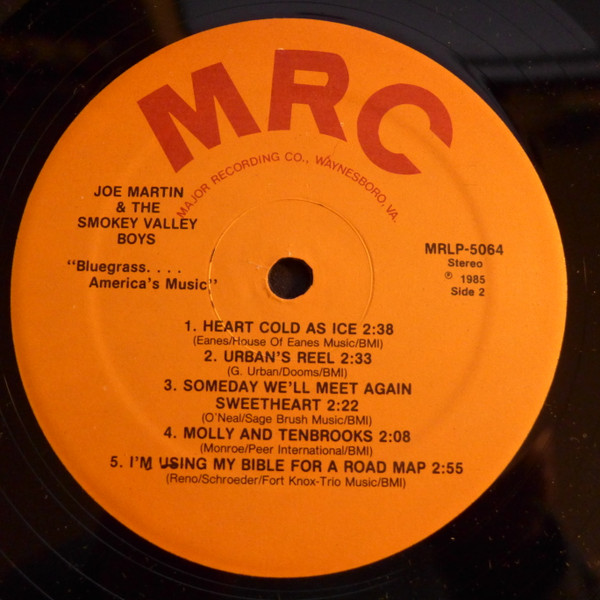 MRC
MAJOR RECORDING CO., WAYNESBORO, VA.
JOE MARTIN
& THE
SMOKEY VALLEY
BOYS
"Bluegrass. . . .
America's Music"
MRLP-5064
Stereo
℗ 1985
Side 2
1. HEART COLD AS ICE 2:38
(Eanes/House Of Eanes Music/BMI)
2. URBAN'S REEL 2:33
(G. Urban/Dooms/BMI)
3. SOMEDAY WE'LL MEET AGAIN
SWEETHEART 2:22
(O'Neal/Sage Brush Music/BMI)
4. MOLLY AND TENBROOKS 2:08
(Monroe/Peer International/BMI)
5. I'M USING MY BIBLE FOR A ROAD MAP 2:55
(Reno/Schroeder/Fort Knox-Trio Music/BMI)